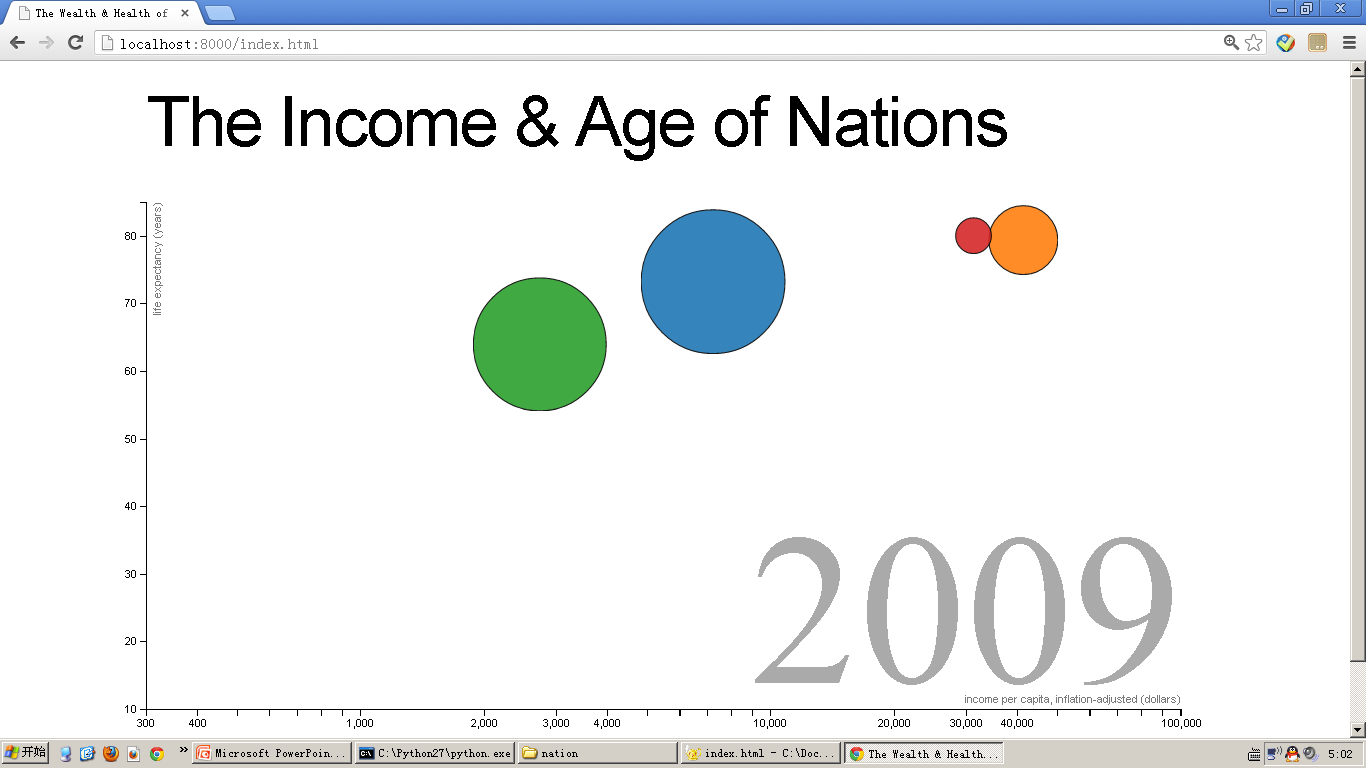 The Wealth & Health of
localhost:8000/index.html
The Income & Age of Nations
life expectancy (years)
80
70
60
50
40
30
20
10
2009
income per capita, inflation-adjusted (dollars)
300 400 1,000 2,000 3,000 4,000 10,000 20,000 30,000 40,000 100,000
开始 Microsoft PowerPoin... C:\Python27\python.exe nation index.html - C:\Doc... The Wealth & Health... 5:02